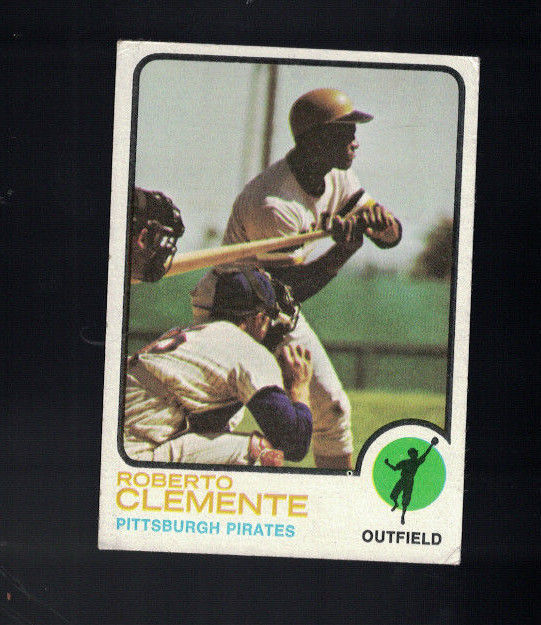 ROBERTO
CLEMENTE
PITTSBURGH PIRATES
OUTFIELD